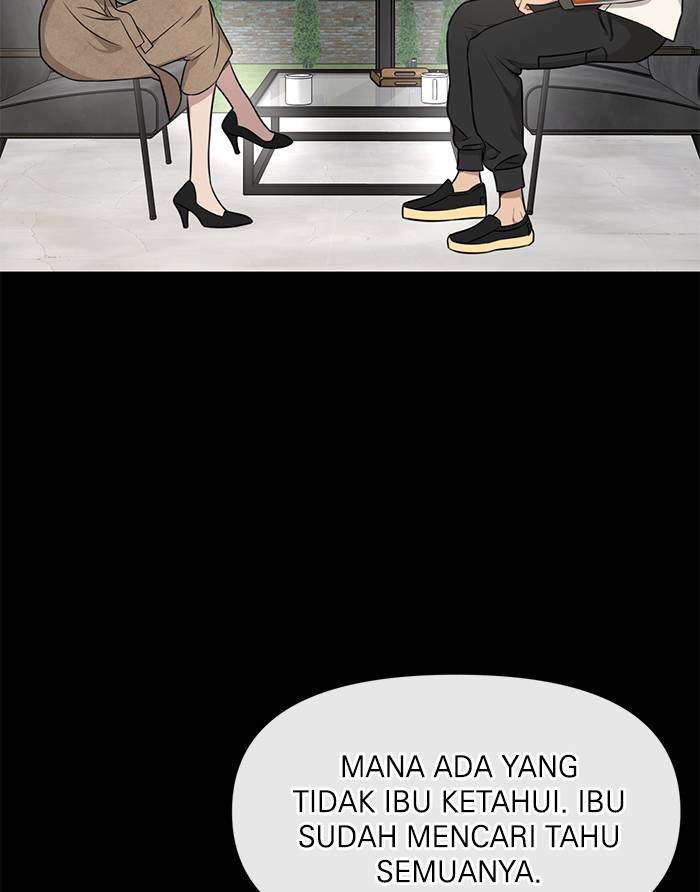 MANA ADA YANG
TIDAK IBU KETAHUI. IBU
SUDAH MENCARI TAHU
SEMUANYA.